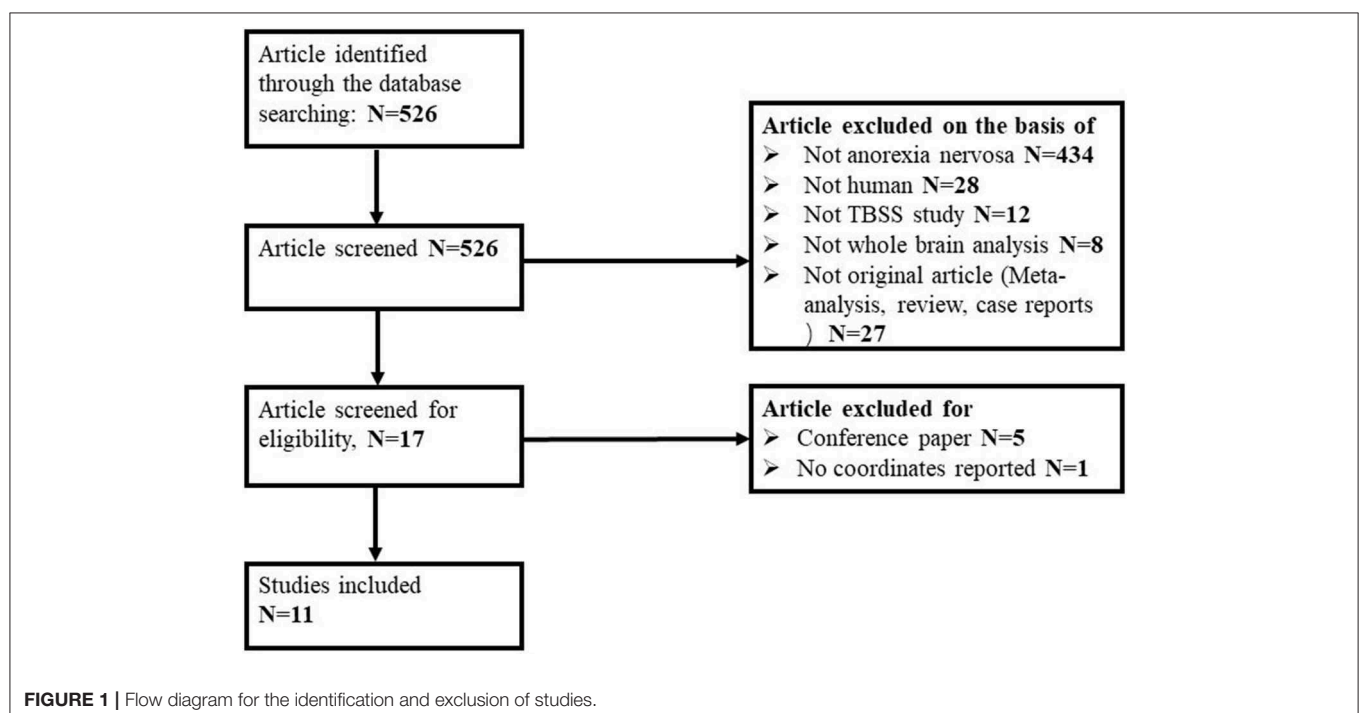 Article identified
through the database
searching: N=526
Article excluded on the basis of
➤ Not anorexia nervosa N=434
➤ Not human N=28
➤ Not TBSS study N=12
➤ Not whole brain analysis N=8
➤ Not original article (Meta-
analysis, review, case reports
) N=27
Article screened N=526
Article screened for
eligibility, N=17
Article excluded for
➤ Conference paper N=5
➤ No coordinates reported N=1
Studies included
N=11
FIGURE 1 | Flow diagram for the identification and exclusion of studies.